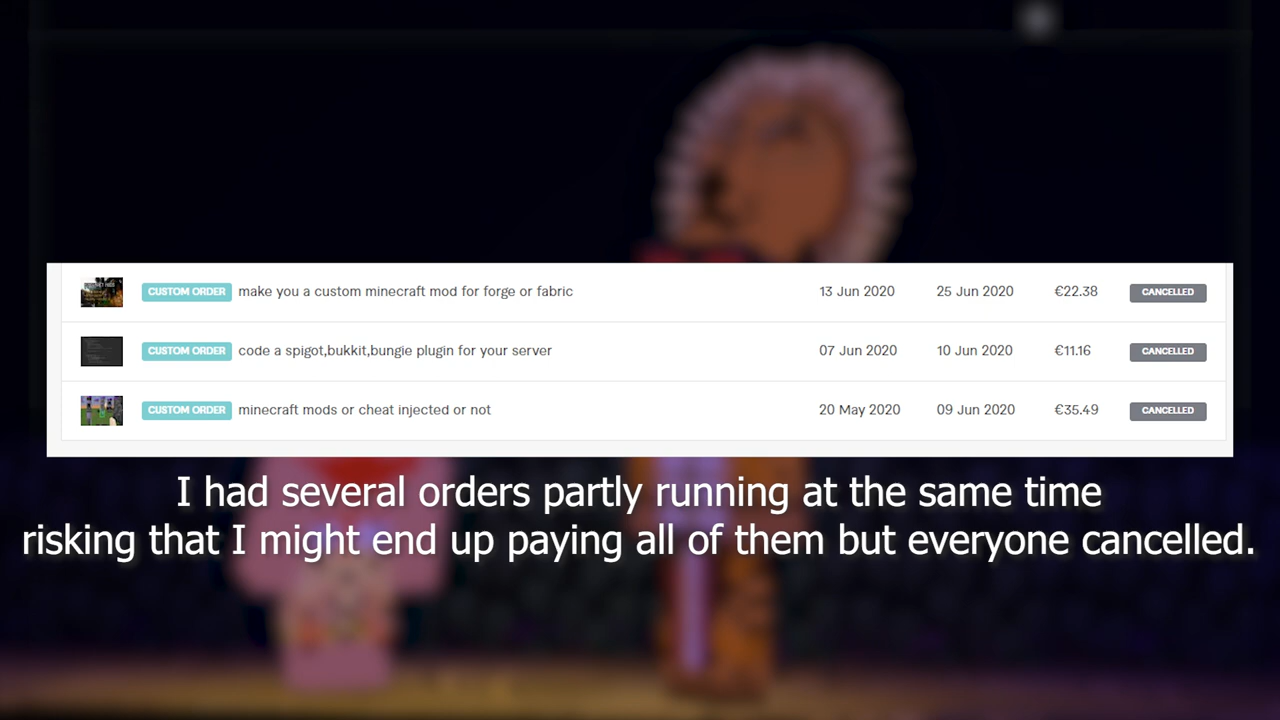 CUSTOM ORDER make you a custom minecraft mod for forge or fabric 13 Jun 2020 25 Jun 2020 €22.38 CANCELLED
CUSTOM ORDER code a spigot,bukkit,bungie plugin for your server 07 Jun 2020 10 Jun 2020 €11.16 CANCELLED
CUSTOM ORDER minecraft mods or cheat injected or not 20 May 2020 09 Jun 2020 €35.49 CANCELLED
I had several orders partly running at the same time
risking that I might end up paying all of them but everyone cancelled.